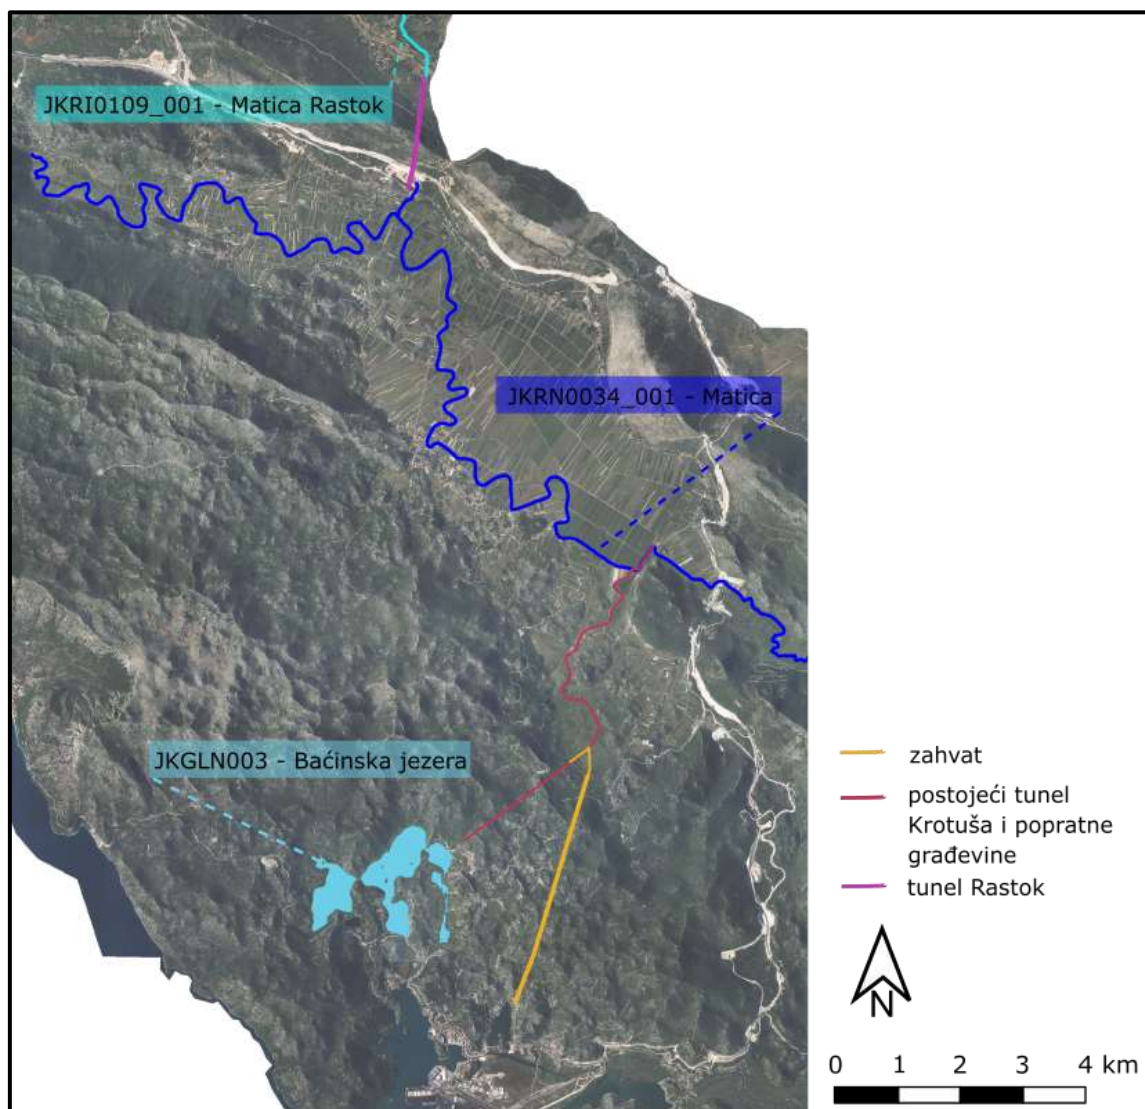 JKRI0109_001 - Matica Rastok
JKRN0034_001 - Matica
JKGLN003 - Baćinska jezera
zahvat
postojeći tunel
Krotuša i popratne
građevine
tunel Rastok
N
0 1 2 3 4 km